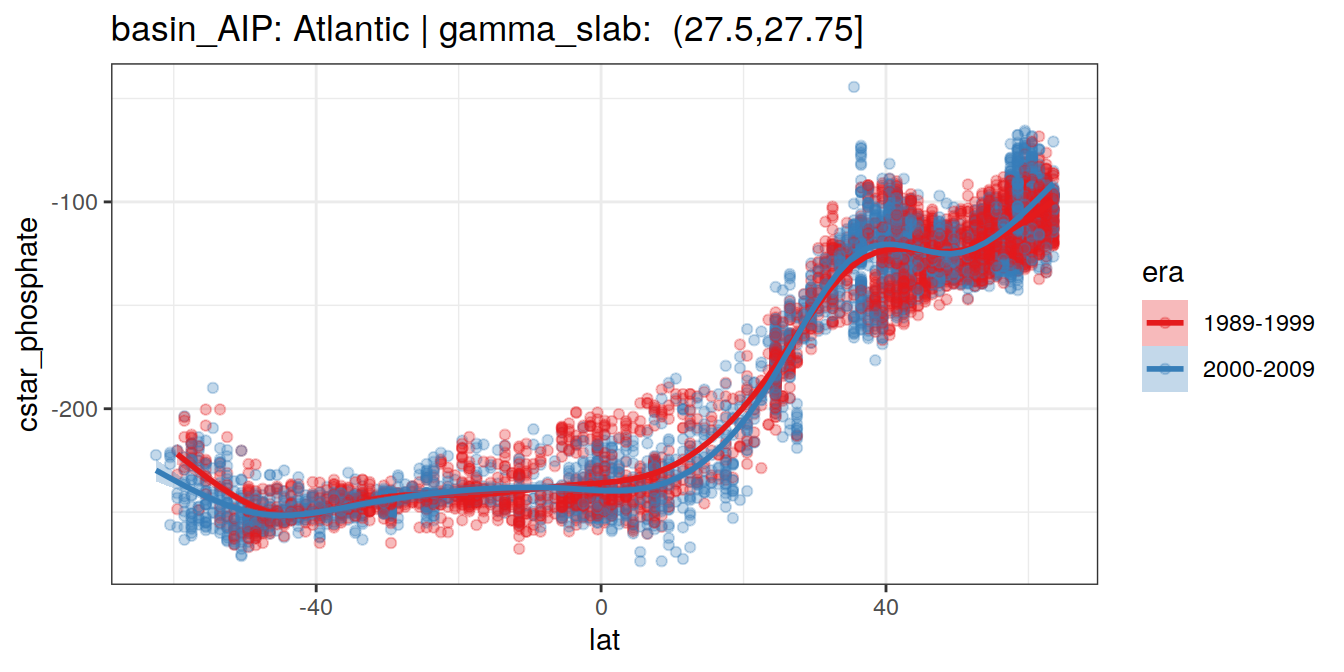 basin_AIP: Atlantic | gamma_slab:  (27.5,27.75]
cstar_phosphate
-100
-200
-40
0
40
lat
era
1989-1999
2000-2009